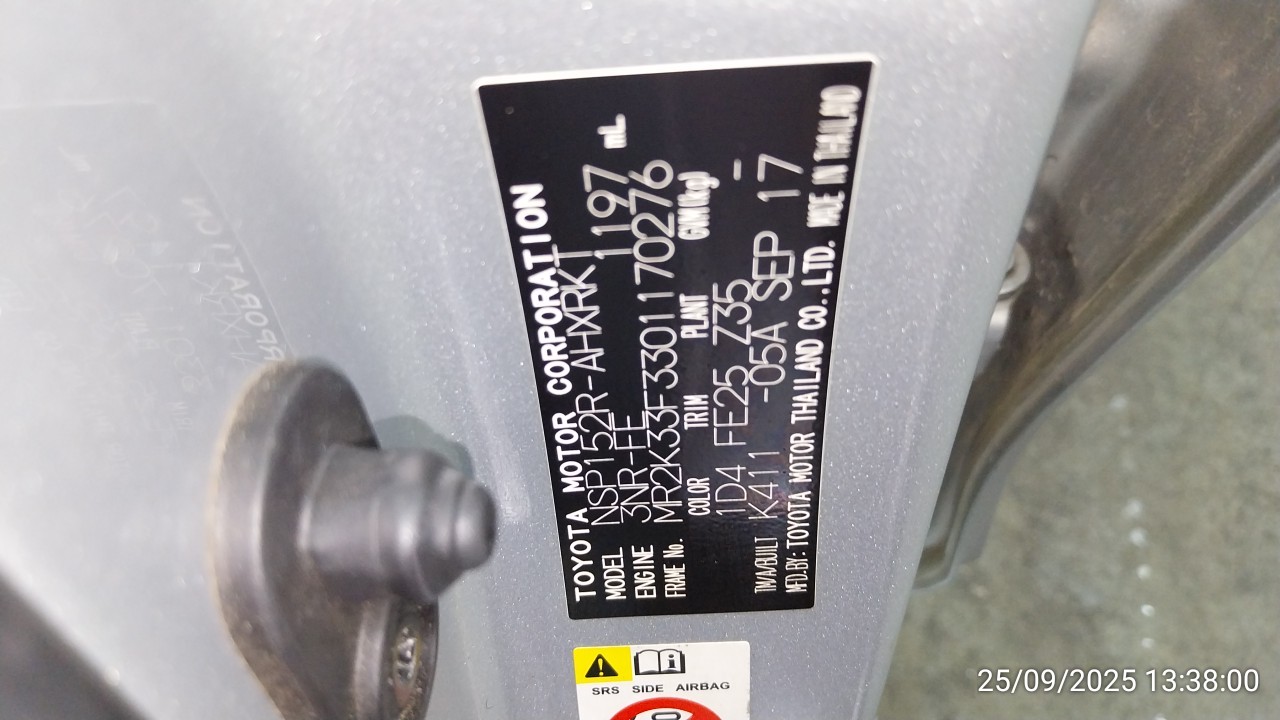 TOYOTA MOTOR CORPORATION
MODEL NSP152R-AHXRKT
ENGINE 3NR-FE 1197 mL
FRAME No. MR2K33F3301170276
COLOR TRIM PLANT GVM(kg)
1D4 FE25 Z35 -
T/M/A/BUILT K411 -05A SEP 17
MFD.BY: TOYOTA MOTOR THAILAND CO.,LTD. MADE IN THAILAND
SRS SIDE AIRBAG
25/09/2025 13:38:00